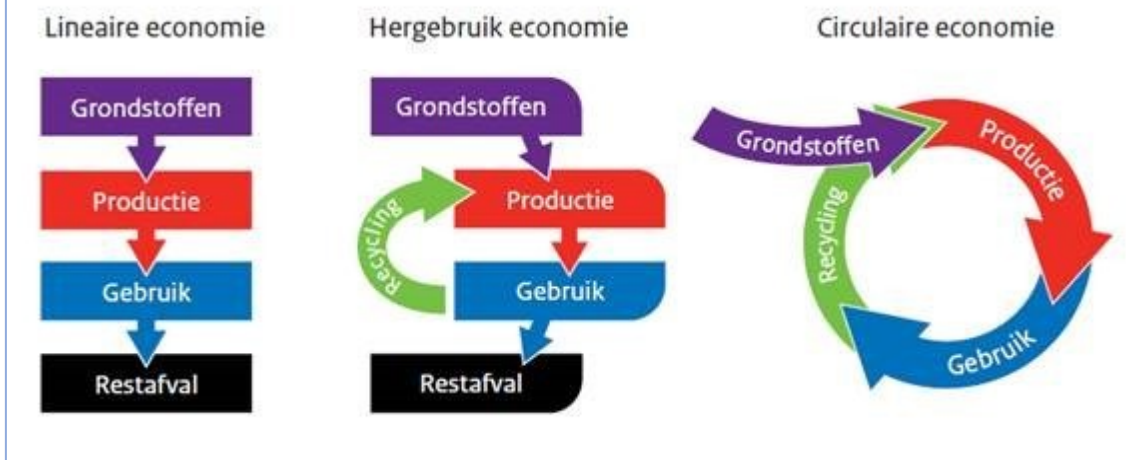 Lineaire economie
Grondstoffen
Productie
Gebruik
Restafval
Hergebruik economie
Grondstoffen
Productie
Recycling
Gebruik
Restafval
Circulaire economie
Grondstoffen
Productie
Recycling
Gebruik